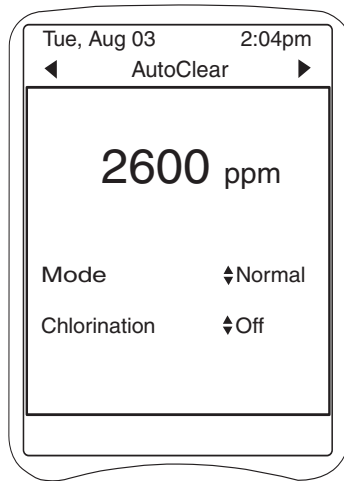 Tue, Aug 03 2:04pm
AutoClear
2600 ppm
Mode Normal
Chlorination Off